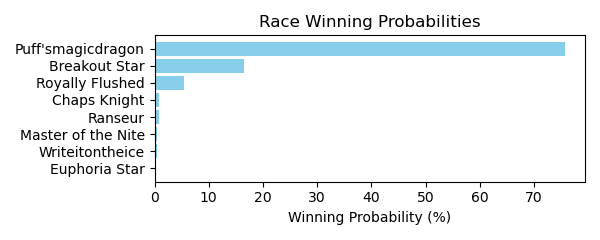 Race Winning Probabilities
Puff'smagicdragon
Breakout Star
Royally Flushed
Chaps Knight
Ranseur
Master of the Nite
Writeitontheice
Euphoria Star
0 10 20 30 40 50 60 70
Winning Probability (%)